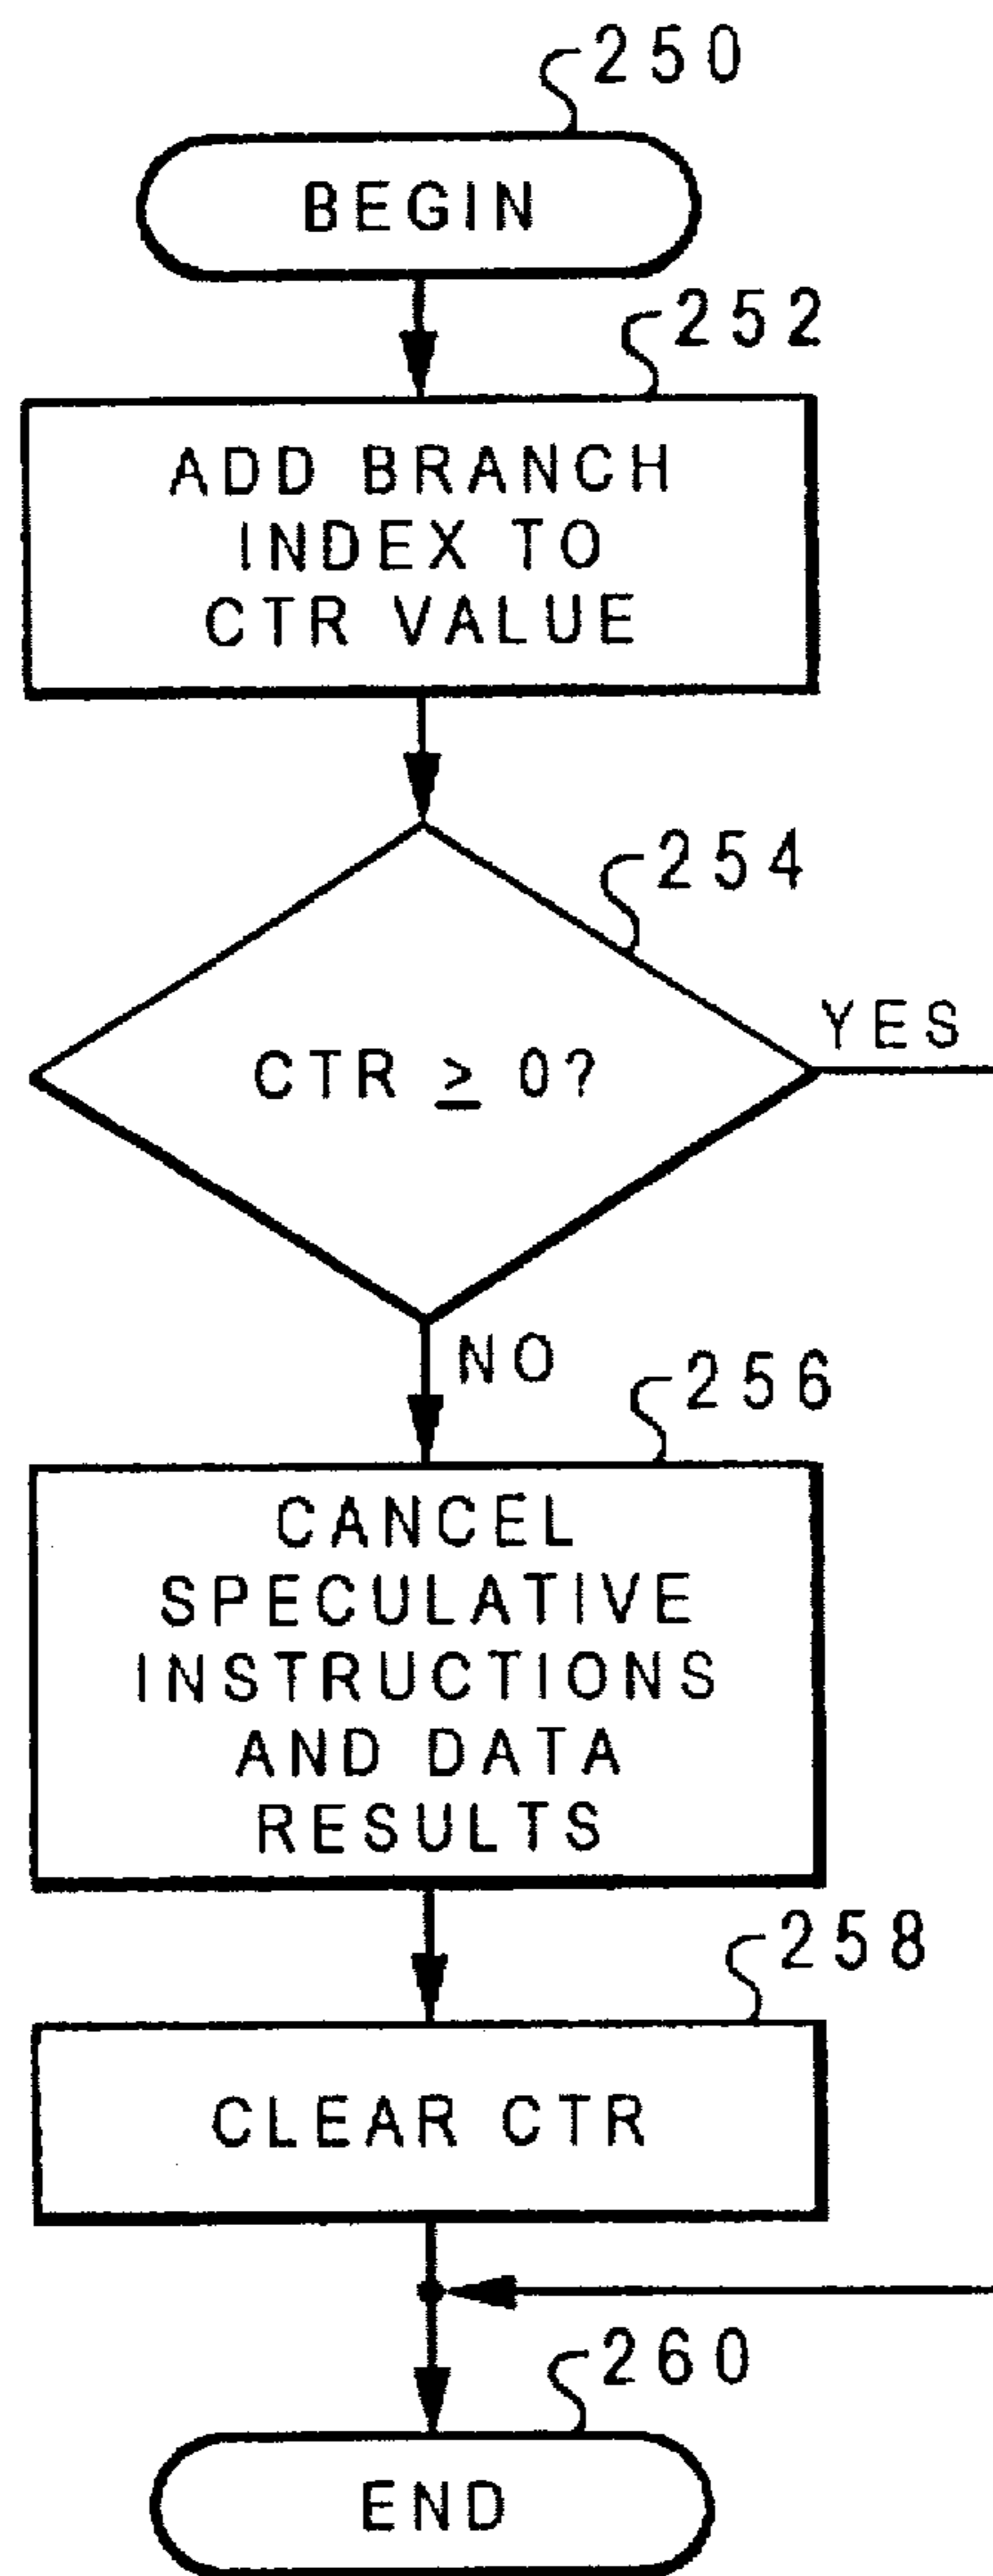 250
BEGIN
252
ADD BRANCH
INDEX TO
CTR VALUE
254
CTR ≥ 0?
YES
NO
256
CANCEL
SPECULATIVE
INSTRUCTIONS
AND DATA
RESULTS
258
CLEAR CTR
260
END